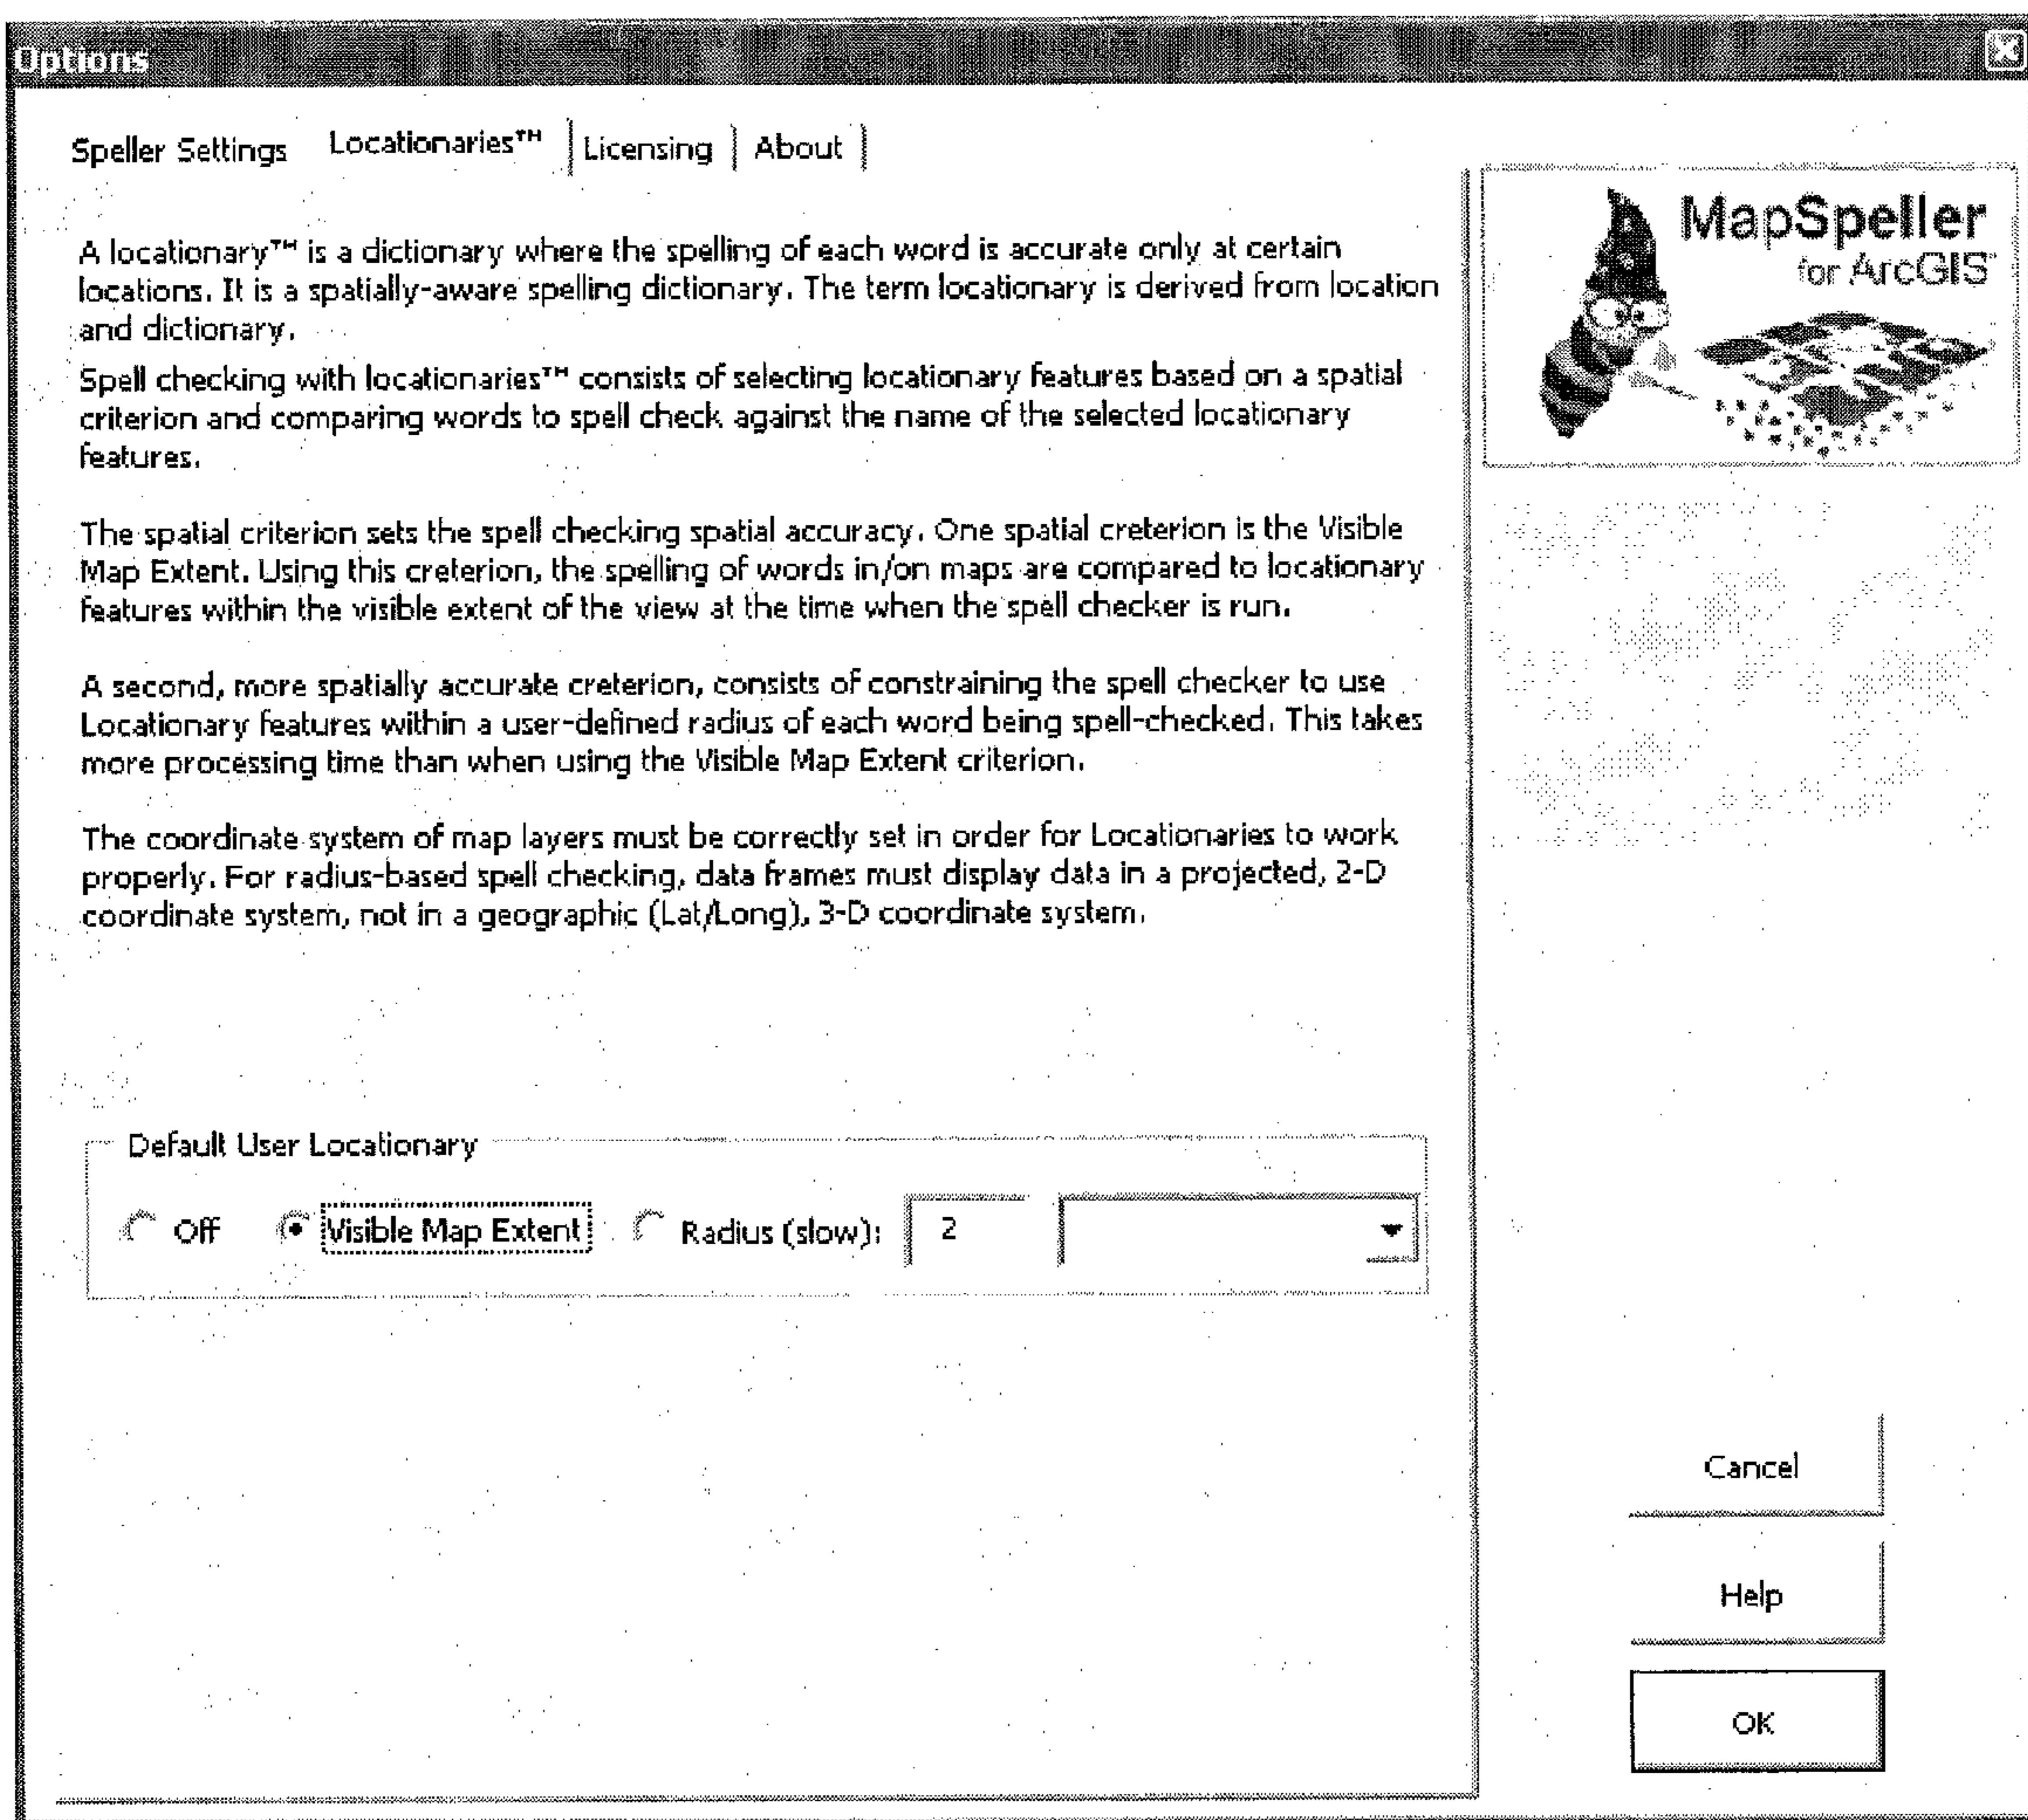 Options
Speller Settings Locationaries™ Licensing About
A locationary™ is a dictionary where the spelling of each word is accurate only at certain
locations. It is a spatially-aware spelling dictionary. The term locationary is derived from location
and dictionary.
Spell checking with locationaries™ consists of selecting locationary features based on a spatial
criterion and comparing words to spell check against the name of the selected locationary
features.
The spatial criterion sets the spell checking spatial accuracy. One spatial creterion is the Visible
Map Extent. Using this creterion, the spelling of words in/on maps are compared to locationary
features within the visible extent of the view at the time when the spell checker is run.
A second, more spatially accurate creterion, consists of constraining the spell checker to use
Locationary features within a user-defined radius of each word being spell-checked. This takes
more processing time than when using the Visible Map Extent criterion.
The coordinate system of map layers must be correctly set in order for Locationaries to work
properly. For radius-based spell checking, data frames must display data in a projected, 2-D
coordinate system, not in a geographic (Lat/Long), 3-D coordinate system.
Default User Locationary
Off Visible Map Extent Radius (slow): 2
MapSpeller
for ArcGIS
Cancel
Help
OK